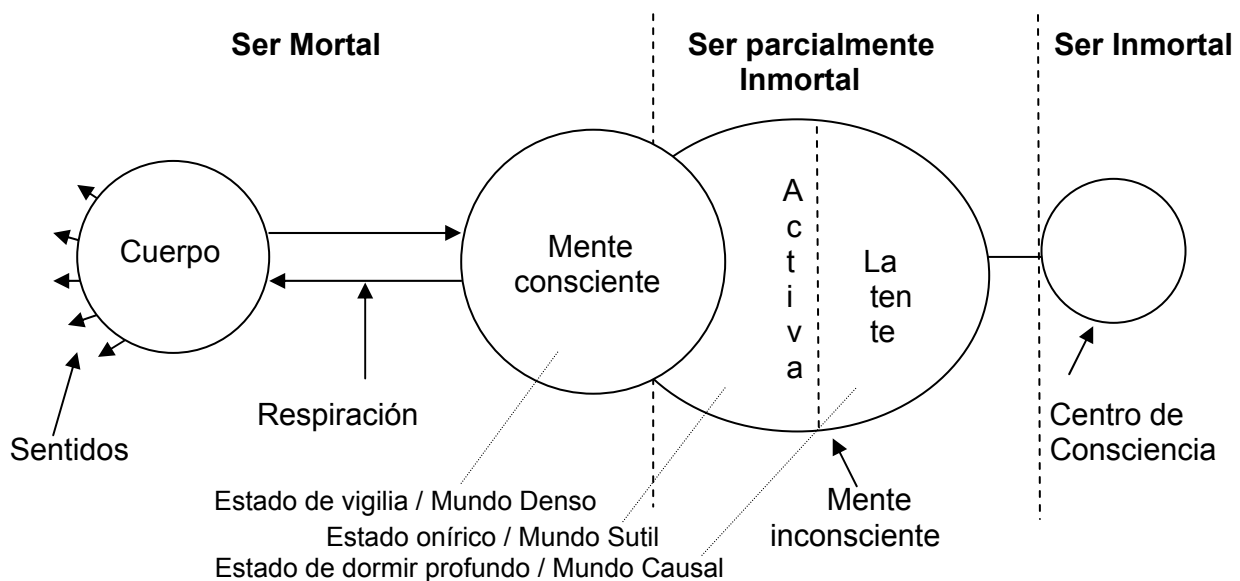 Ser Mortal
Ser parcialmente
Inmortal
Ser Inmortal
Cuerpo
Mente
consciente
A
c
t
i
v
a
La
ten
te
Respiración
Sentidos
Centro de
Consciencia
Mente
inconsciente
Estado de vigilia / Mundo Denso
Estado onírico / Mundo Sutil
Estado de dormir profundo / Mundo Causal